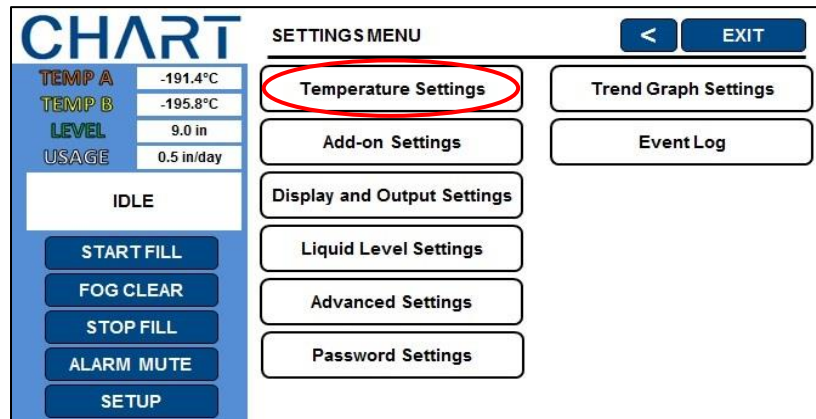 CHART
SETTINGS MENU
< EXIT
TEMP A -191.4°C
TEMP B -195.8°C
LEVEL 9.0 in
USAGE 0.5 in/day
IDLE
START FILL
FOG CLEAR
STOP FILL
ALARM MUTE
SETUP
Temperature Settings
Add-on Settings
Display and Output Settings
Liquid Level Settings
Advanced Settings
Password Settings
Trend Graph Settings
Event Log